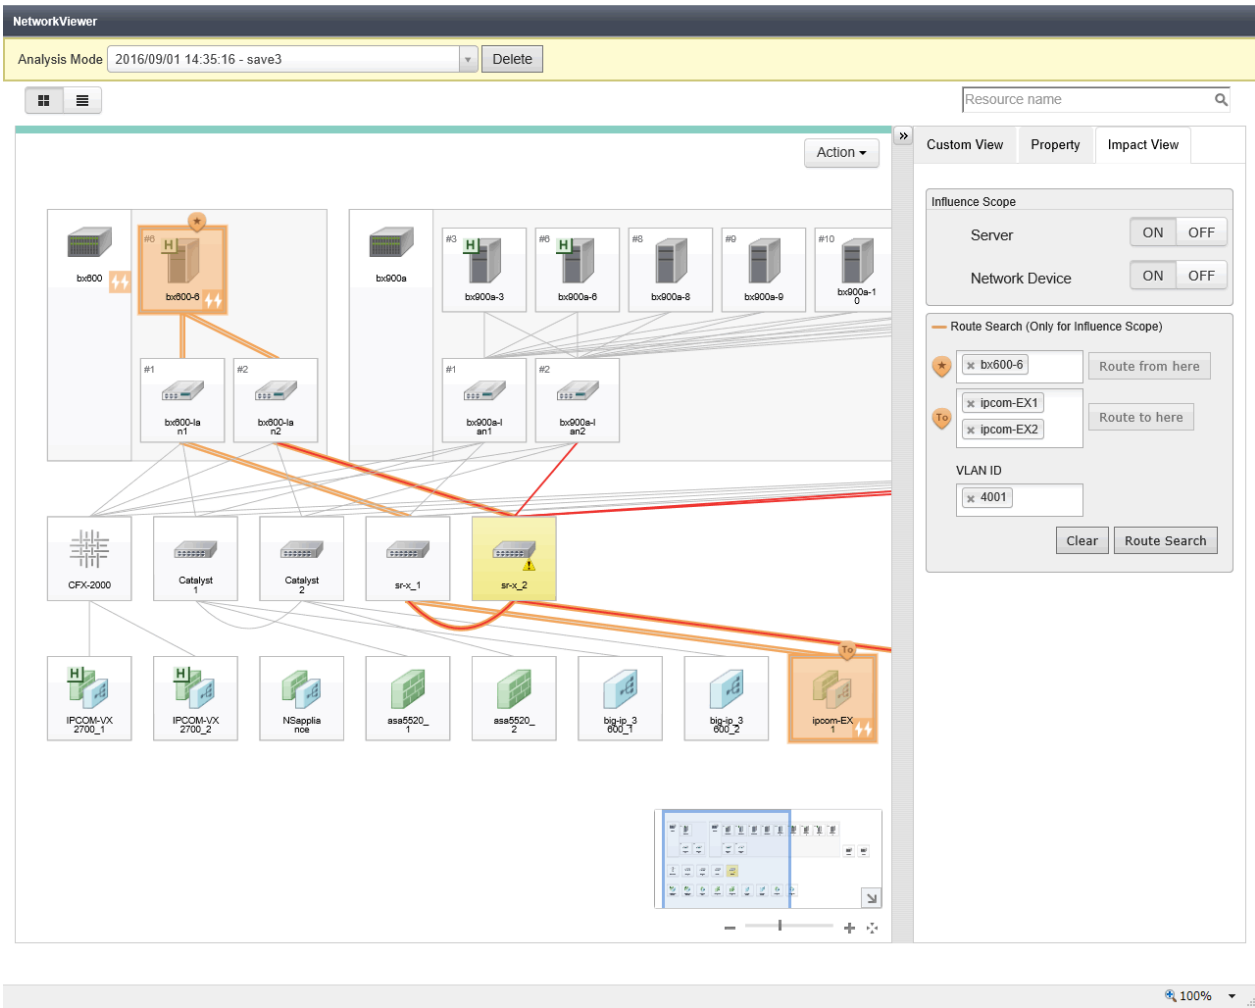 NetworkViewer
Analysis Mode 2016/09/01 14:35:16 - save3 Delete
Resource name
Action
»
Custom View Property Impact View
bx600
#6
H
bx600-6
bx900a
#3
H
bx900a-3
#6
H
bx900a-6
#8
bx900a-8
#9
bx900a-9
#10
bx900a-1
0
#1
bx600-la
n1
#2
bx600-la
n2
#1
bx900a-l
an1
#2
bx900a-l
an2
CFX-2000
Catalyst
1
Catalyst
2
sr-x_1
sr-x_2
H
IPCOM-VX
2700_1
H
IPCOM-VX
2700_2
NSapplia
nce
asa5520_
1
asa5520_
2
big-ip_3
600_1
big-ip_3
600_2
To
ipcom-EX
1
Influence Scope
Server ON OFF
Network Device ON OFF
Route Search (Only for Influence Scope)
bx600-6 Route from here
To
ipcom-EX1
ipcom-EX2
Route to here
VLAN ID
4001
Clear Route Search
100%